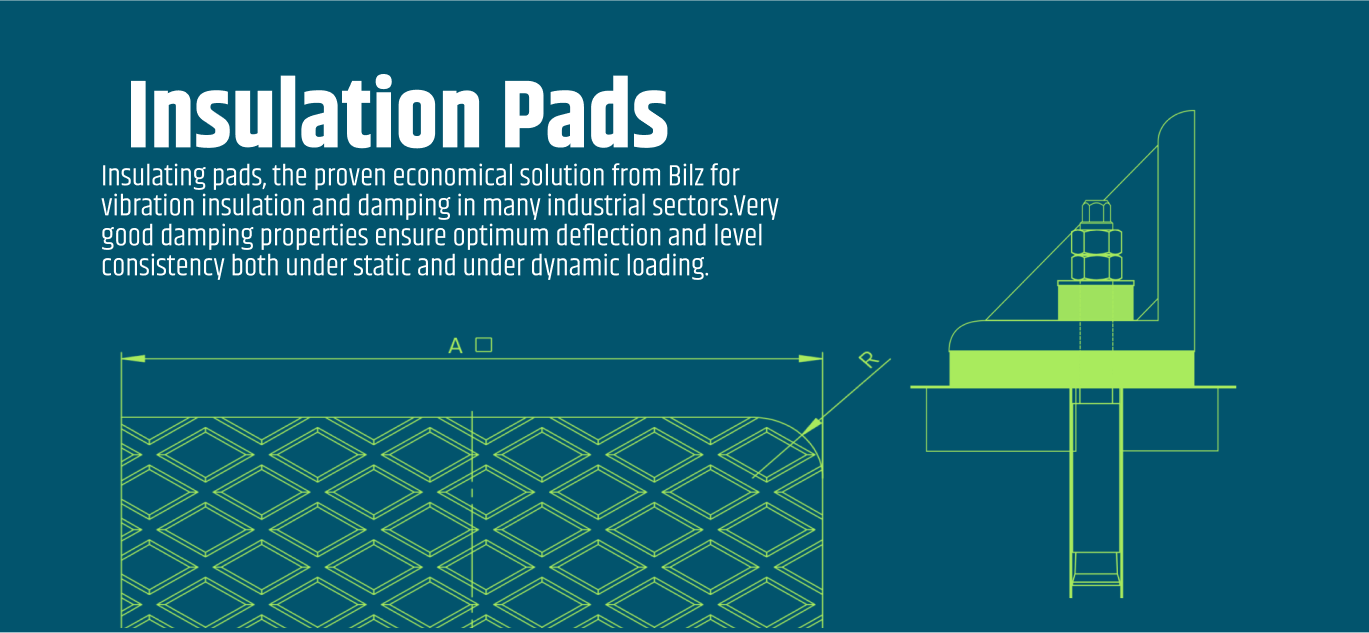 Insulation Pads
Insulating pads, the proven economical solution from Bilz for
vibration insulation and damping in many industrial sectors.Very
good damping properties ensure optimum deflection and level
consistency both under static and under dynamic loading.
A □
R